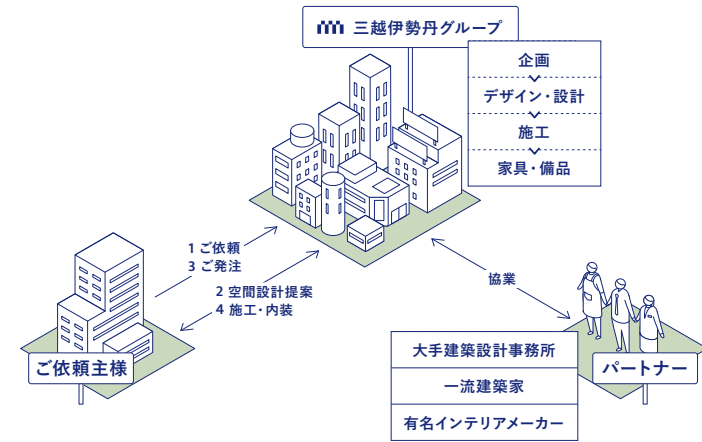 三越伊勢丹グループ
企画
デザイン・設計
施工
家具・備品
1 ご依頼
3 ご発注
2 空間設計提案
4 施工・内装
協業
ご依頼主様
大手建築設計事務所
一流建築家
有名インテリアメーカー
パートナー